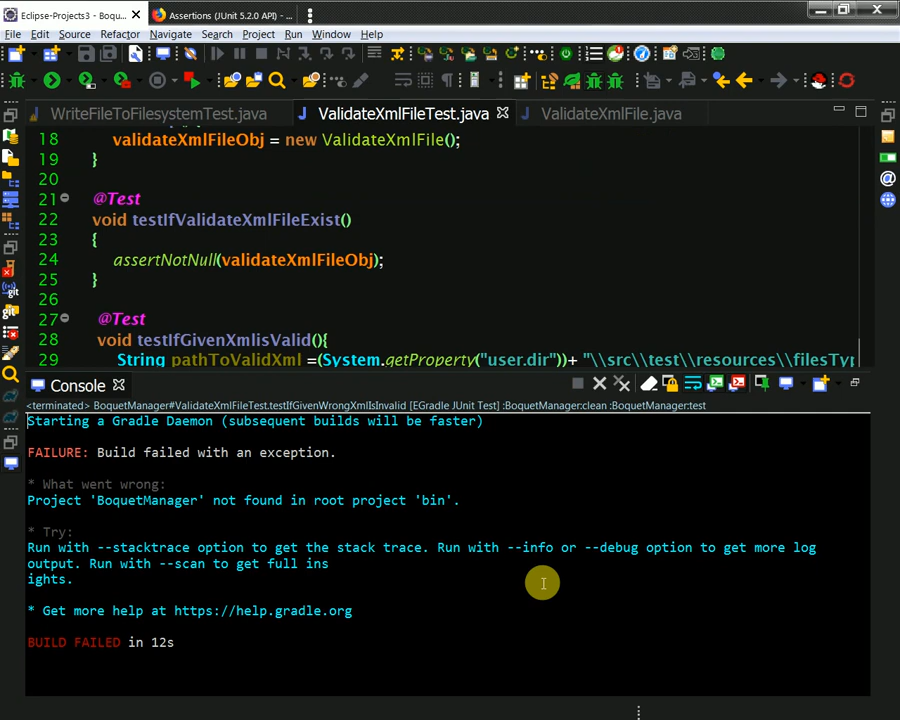 Eclipse-Projects3 - Boque...
Assertions (JUnit 5.2.0 API) - ...
File Edit Source Refactor Navigate Search Project Run Window Help
WriteFileToFilesystemTest.java ValidateXmlFileTest.java ValidateXmlFile.java
18 validateXmlFileObj = new ValidateXmlFile();
19 }
20
21 @Test
22 void testIfValidateXmlFileExist()
23 {
24 assertNotNull(validateXmlFileObj);
25 }
26
27 @Test
28 void testIfGivenXmlisValid(){
29 String pathToValidXml =(System.getProperty("user.dir"))+ "\\src\\test\\resources\\filesTyp
Console
<terminated> BoquetManager#ValidateXmlFileTest.testIfGivenWrongXmlIsInvalid [EGradle JUnit Test] :BoquetManager:clean :BoquetManager:test
Starting a Gradle Daemon (subsequent builds will be faster)
FAILURE: Build failed with an exception.
* What went wrong:
Project 'BoquetManager' not found in root project 'bin'.
* Try:
Run with --stacktrace option to get the stack trace. Run with --info or --debug option to get more log
output. Run with --scan to get full ins
ights.
* Get more help at https://help.gradle.org
BUILD FAILED in 12s